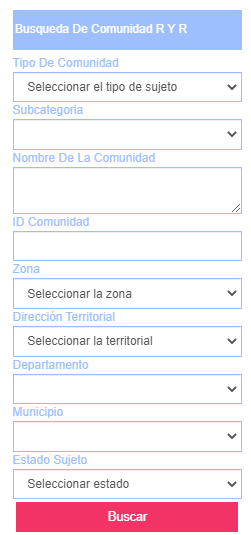 Busqueda De Comunidad R Y R
Tipo De Comunidad
Seleccionar el tipo de sujeto
Subcategoria
Nombre De La Comunidad
ID Comunidad
Zona
Seleccionar la zona
Dirección Territorial
Seleccionar la territorial
Departamento
Municipio
Estado Sujeto
Seleccionar estado
Buscar